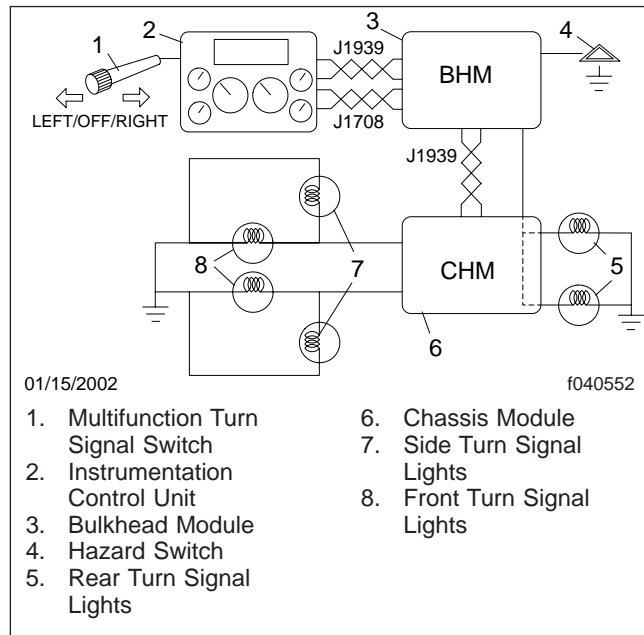 1
2
3
4
J1939
BHM
LEFT/OFF/RIGHT
J1708
J1939
8
7
CHM
5
6
01/15/2002
f040552
1. Multifunction Turn
Signal Switch
2. Instrumentation
Control Unit
3. Bulkhead Module
4. Hazard Switch
5. Rear Turn Signal
Lights
6. Chassis Module
7. Side Turn Signal
Lights
8. Front Turn Signal
Lights